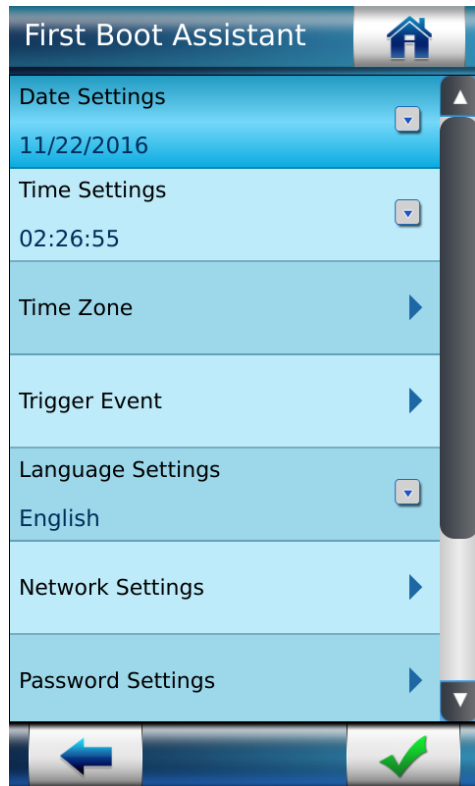 First Boot Assistant
Date Settings
11/22/2016
Time Settings
02:26:55
Time Zone
Trigger Event
Language Settings
English
Network Settings
Password Settings